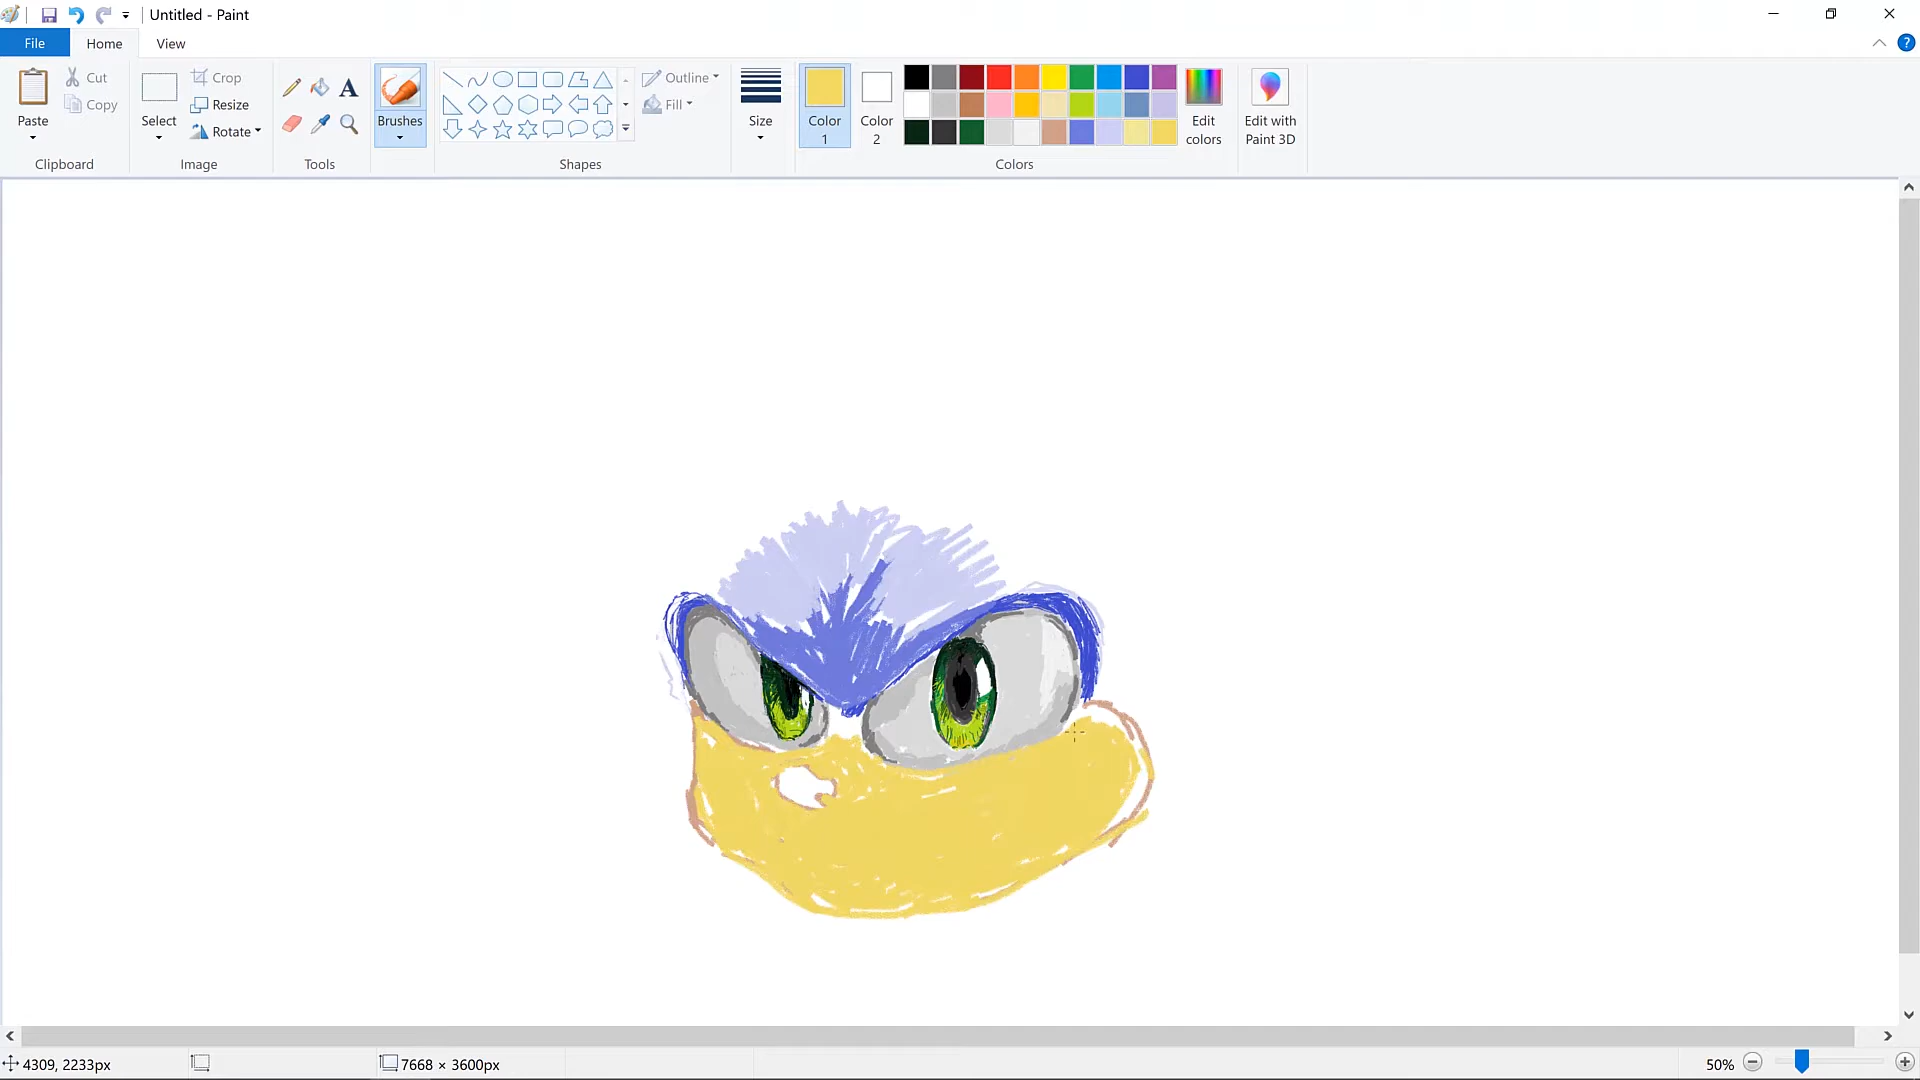 Untitled - Paint
File
Home
View
Paste
Cut
Copy
Clipboard
Select
Crop
Resize
Rotate
Image
A
Tools
Brushes
Shapes
Outline
Fill
Size
Color 1
Color 2
Edit colors
Colors
Edit with Paint 3D
?
4309, 2233px
7668 × 3600px
50%